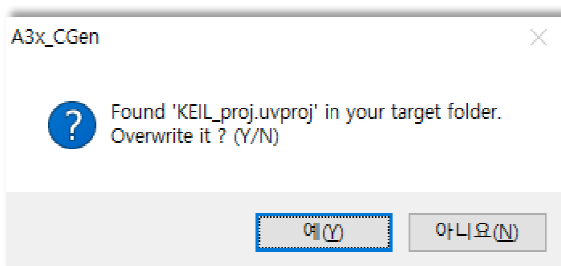 A3x_CGen
Found 'KEIL_proj.uvproj' in your target folder.
Overwrite it ? (Y/N)
예(Y)
아니요(N)